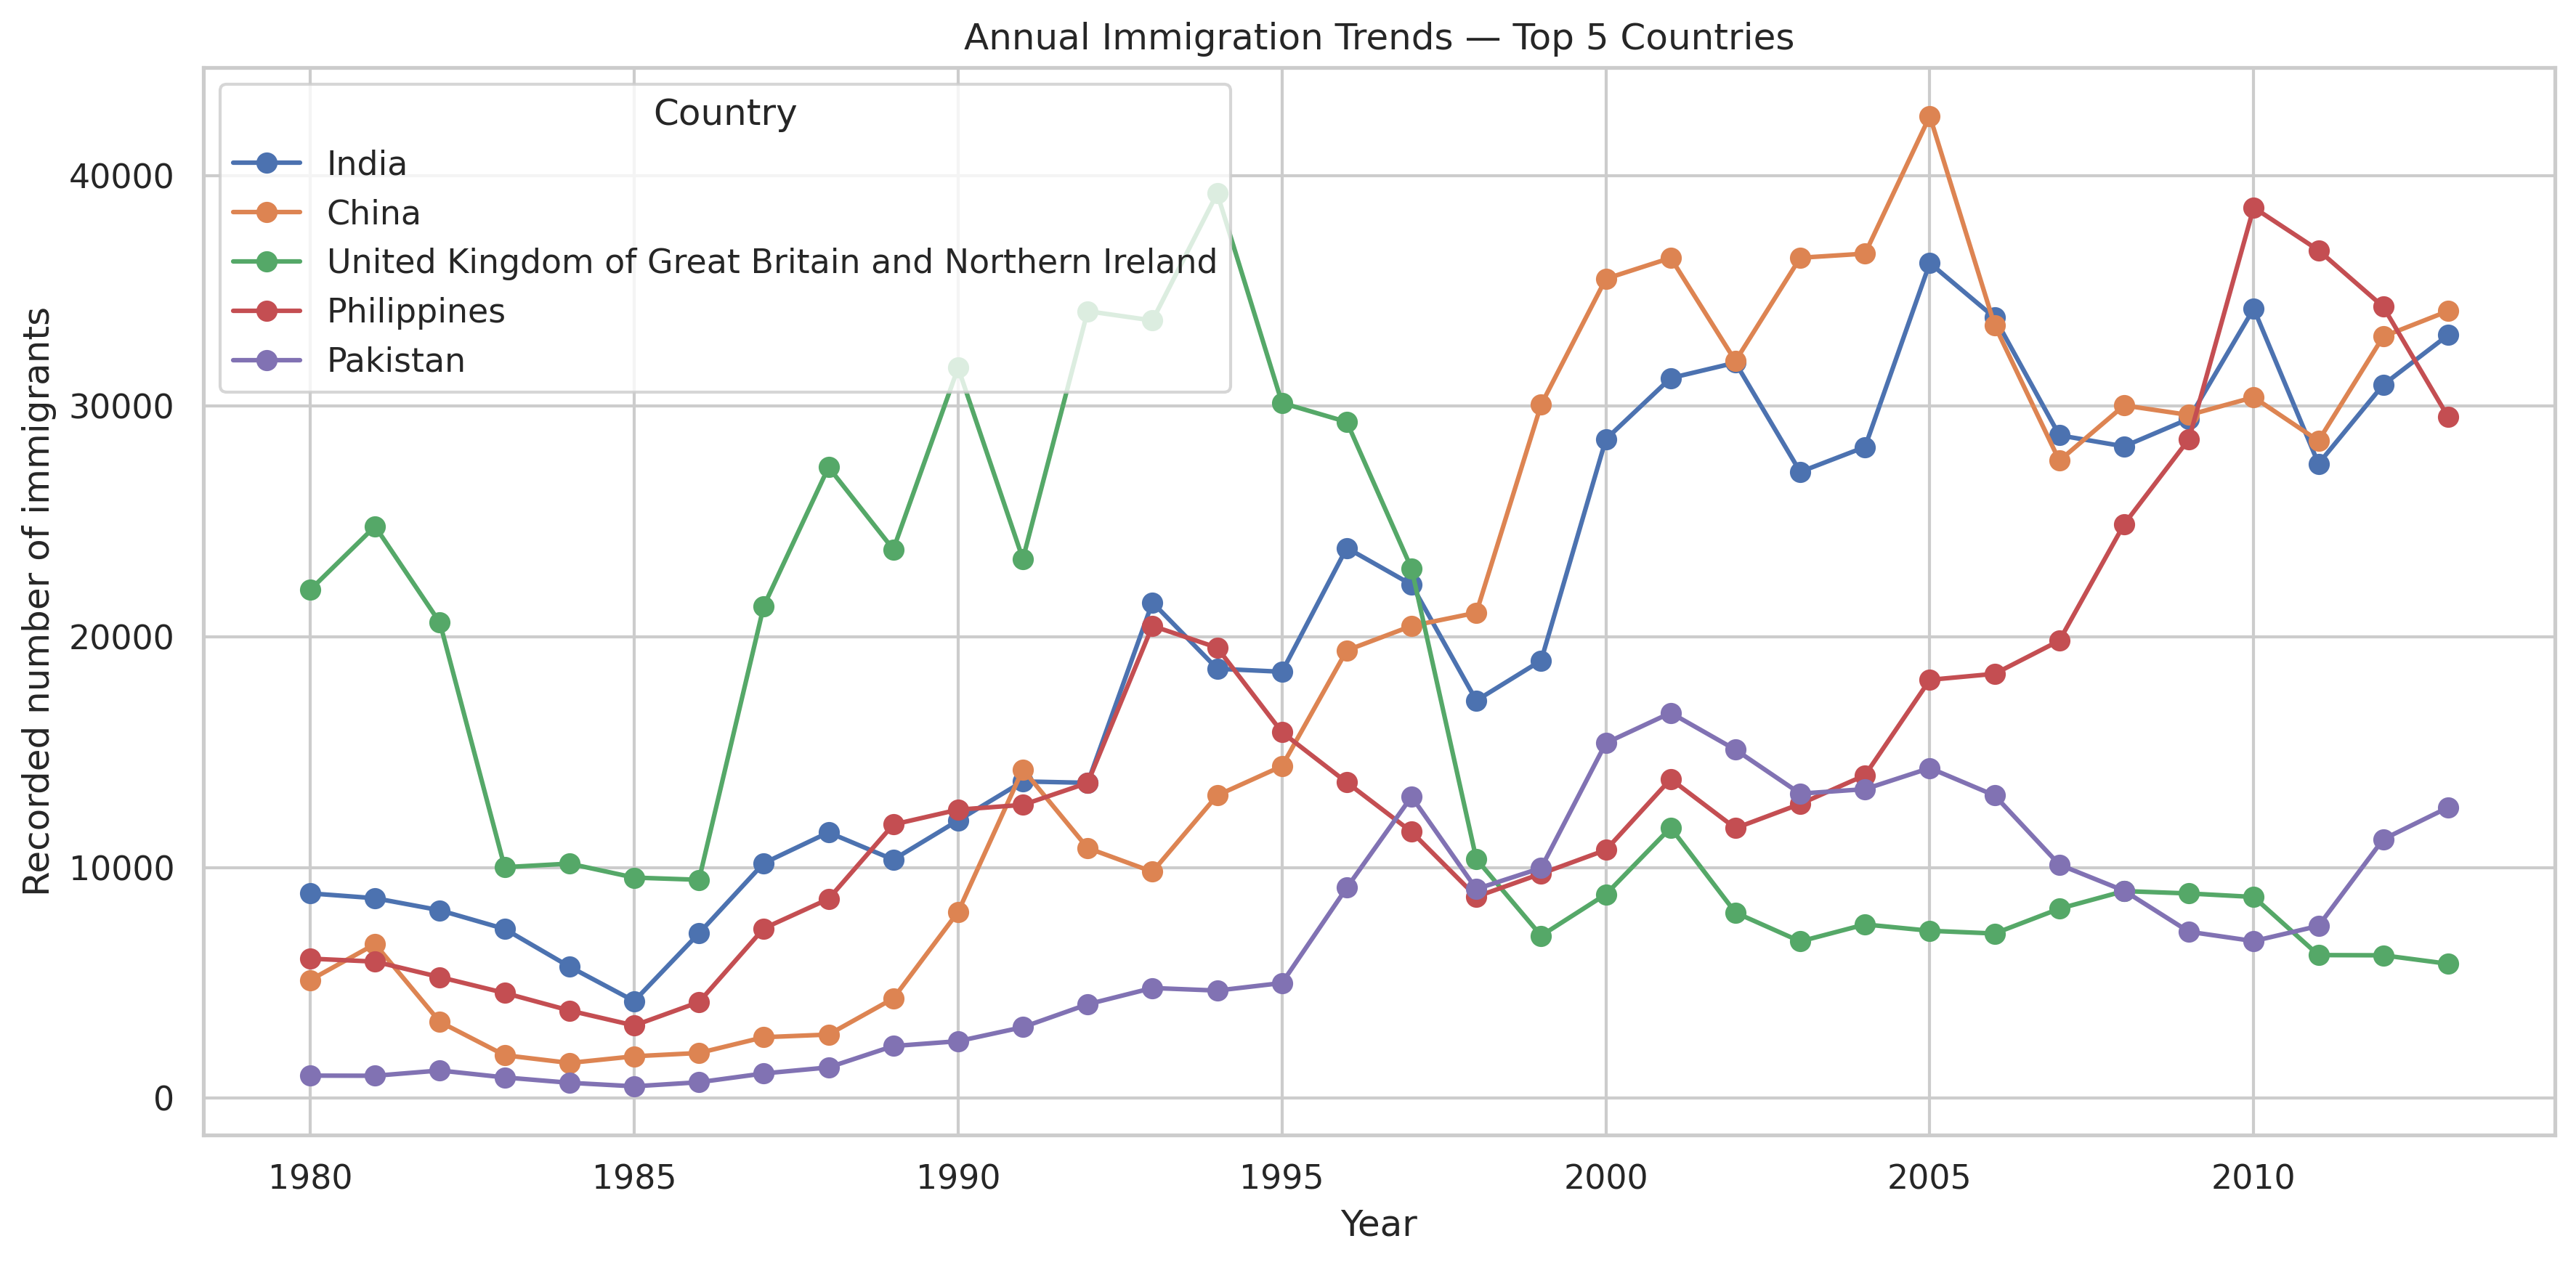 Annual Immigration Trends — Top 5 Countries
Country
India
China
United Kingdom of Great Britain and Northern Ireland
Philippines
Pakistan
Recorded number of immigrants
40000
30000
20000
10000
0
1980 1985 1990 1995 2000 2005 2010
Year